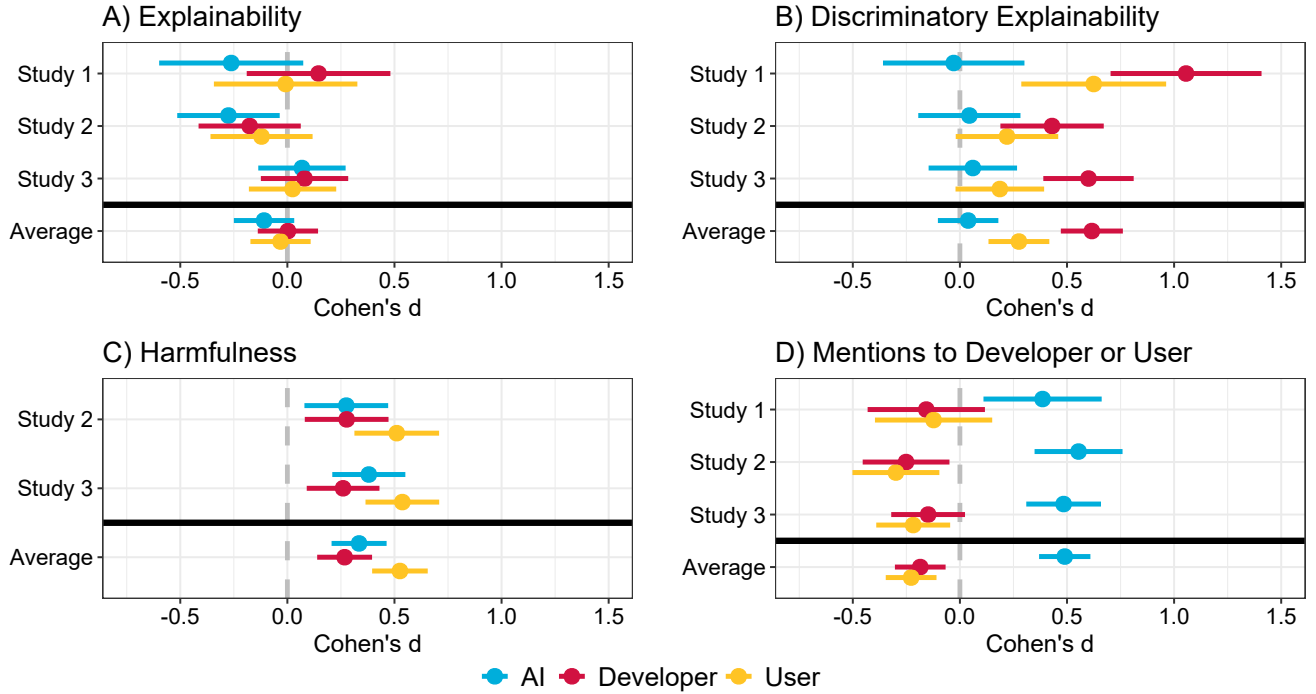 A) Explainability
Study 1
Study 2
Study 3
Average
-0.5 0.0 0.5 1.0 1.5
Cohen's d
B) Discriminatory Explainability
Study 1
Study 2
Study 3
Average
-0.5 0.0 0.5 1.0 1.5
Cohen's d
C) Harmfulness
Study 2
Study 3
Average
-0.5 0.0 0.5 1.0 1.5
Cohen's d
D) Mentions to Developer or User
Study 1
Study 2
Study 3
Average
-0.5 0.0 0.5 1.0 1.5
Cohen's d
AI Developer User